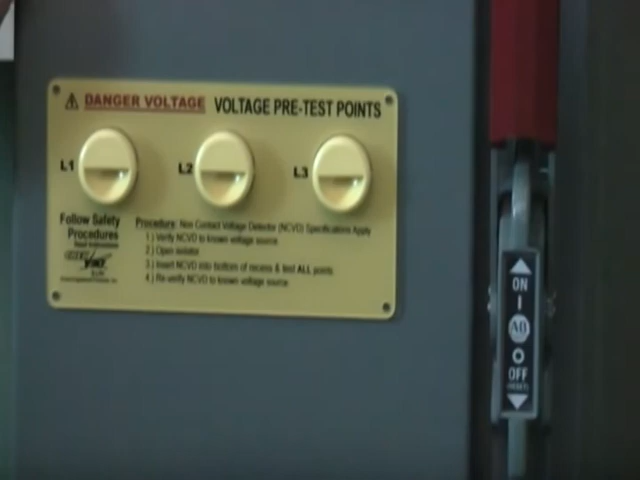 DANGER VOLTAGE VOLTAGE PRE-TEST POINTS
L1 L2 L3
Follow Safety
Procedures
Procedure: Non Contact Voltage Detector (NCVD) Specifications Apply
1.) Verify NCVD to known voltage source
2.) Open isolator
3.) Insert NCVD into bottom of recess & test ALL points
4.) Re-verify NCVD to known voltage source
ON
I
AB
O
OFF